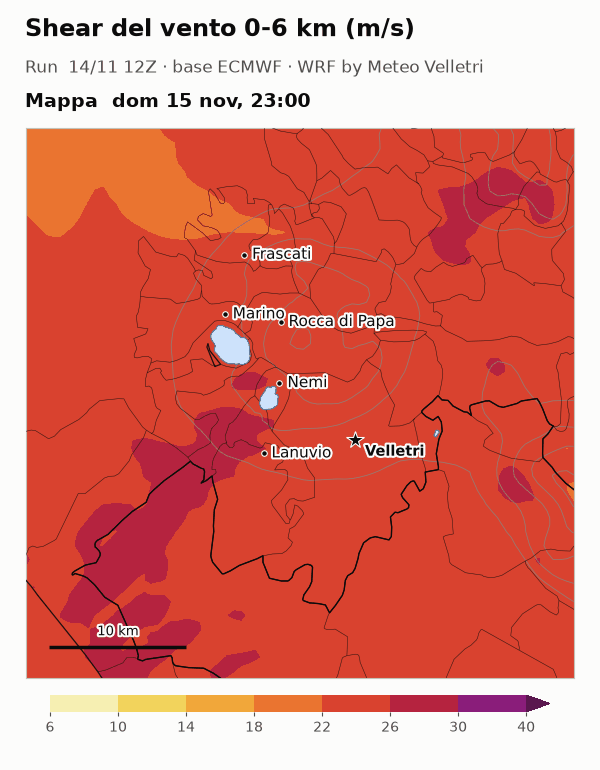 Shear del vento 0-6 km (m/s)
Run 14/11 12Z · base ECMWF · WRF by Meteo Velletri
Mappa dom 15 nov, 23:00
Frascati
Marino
Rocca di Papa
Nemi
Velletri
Lanuvio
10 km
6 10 14 18 22 26 30 40